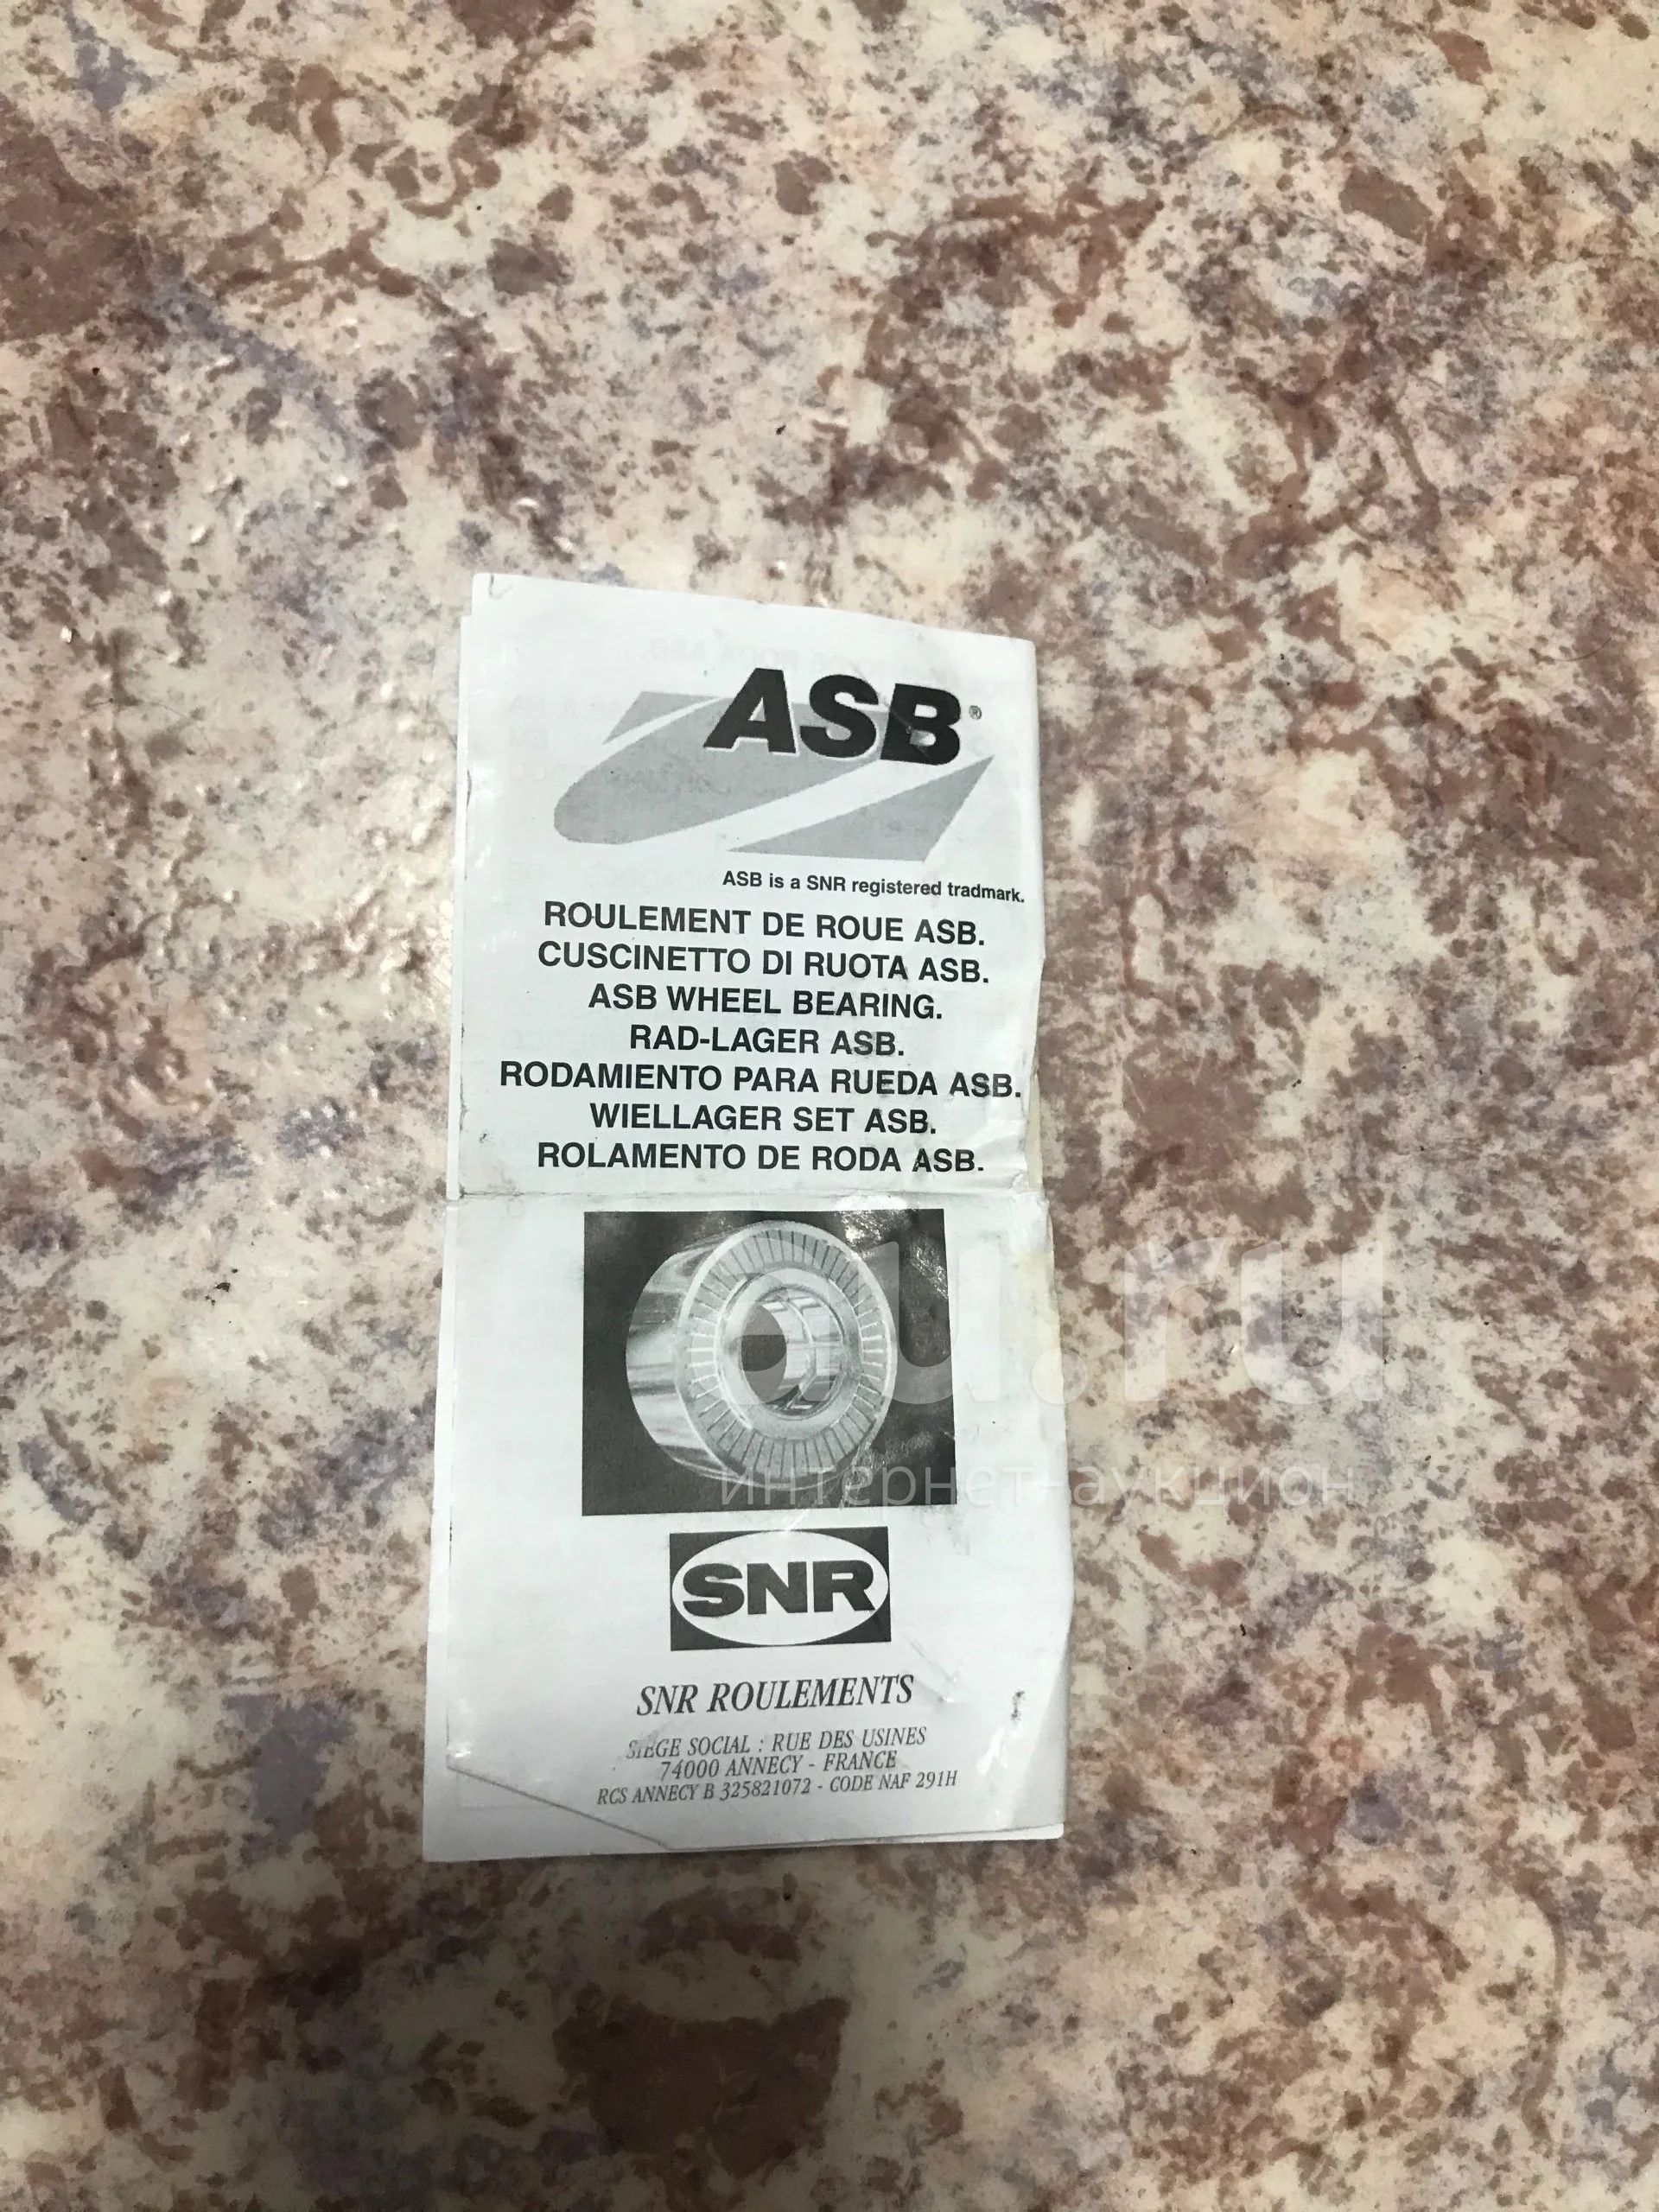 ASB®
ASB is a SNR registered tradmark.
ROULEMENT DE ROUE ASB.
CUSCINETTO DI RUOTA ASB.
ASB WHEEL BEARING.
RAD-LAGER ASB.
RODAMIENTO PARA RUEDA ASB.
WIELLAGER SET ASB.
ROLAMENTO DE RODA ASB.
au.ru
интернет-аукцион
SNR
SNR ROULEMENTS
SIEGE SOCIAL : RUE DES USINES
74000 ANNECY - FRANCE
RCS ANNECY B 325821072 - CODE NAF 291H